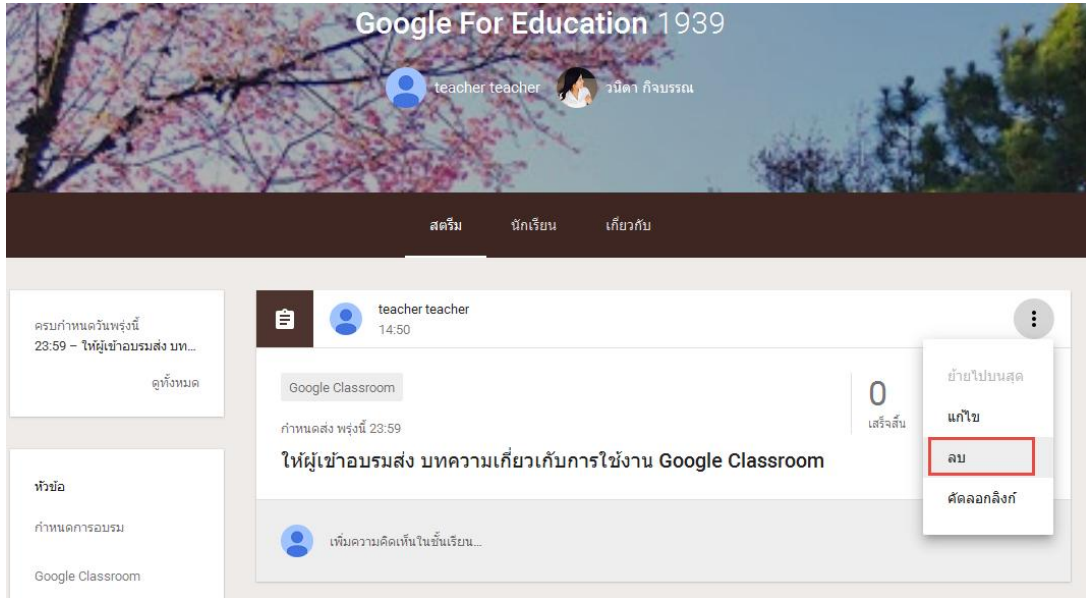 Google For Education 1939
teacher teacher วนิดา กิจบรรณ
สตรีม นักเรียน เกี่ยวกับ
ครบกำหนดวันพรุ่งนี้
23:59 – ให้ผู้เข้าอบรมส่ง บท...
ดูทั้งหมด
หัวข้อ
กำหนดการอบรม
Google Classroom
teacher teacher
14:50
Google Classroom
กำหนดส่ง พรุ่งนี้ 23:59
ให้ผู้เข้าอบรมส่ง บทความเกี่ยวเกับการใช้งาน Google Classroom
0
เสร็จสิ้น
เพิ่มความคิดเห็นในชั้นเรียน...
ย้ายไปบนสุด
แก้ไข
ลบ
คัดลอกลิงก์